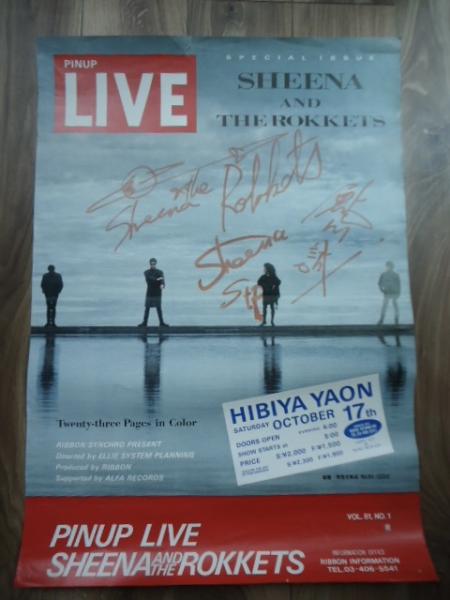 PINUP
LIVE
SPECIAL ISSUE
SHEENA
AND
THE ROKKETS
Sheena & the Rokkets
Sheena
Twenty-three Pages in Color
RIBBON SYNCHRO PRESENT
Directed by ELLIE SYSTEM PLANNING
Produced by RIBBON
Supported by ALFA RECORDS
HIBIYA YAON
SATURDAY OCTOBER 17th
DOORS OPEN
SHOW STARTS at 5:00
PRICE
PINUP LIVE
SHEENA AND THE ROKKETS
VOL. 81, NO. 1
INFORMATION OFFICE
RIBBON INFORMATION
TEL.03-406-5541